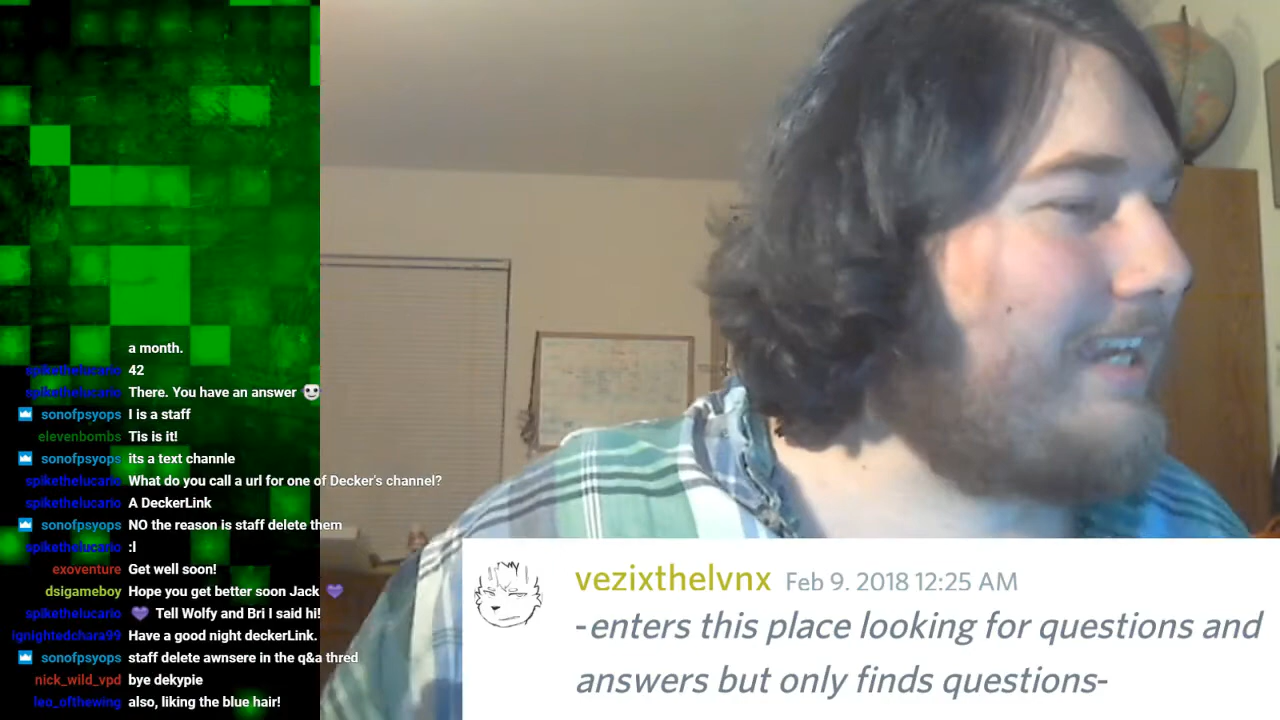 a month.
spikethelucario 42
spikethelucario There. You have an answer
sonofpsyops I is a staff
elevenbombs Tis is it!
sonofpsyops its a text channle
spikethelucario What do you call a url for one of Decker's channel?
spikethelucario A DeckerLink
sonofpsyops NO the reason is staff delete them
spikethelucario :l
exoventure Get well soon!
dsigameboy Hope you get better soon Jack
spikethelucario Tell Wolfy and Bri I said hi!
ignightedchara99 Have a good night deckerLink.
sonofpsyops staff delete awnsere in the q&a thred
nick_wild_vpd bye dekypie
leo_ofthewing also, liking the blue hair!
vezixthelvnx Feb 9. 2018 12:25 AM
-enters this place looking for questions and
answers but only finds questions-